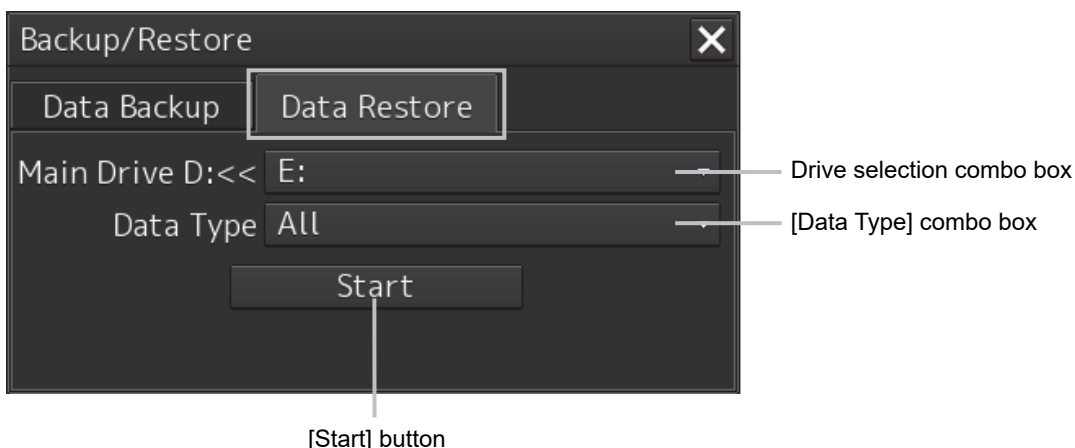 Backup/Restore
Data Backup
Data Restore
Main Drive D:<< E:
Drive selection combo box
Data Type All
[Data Type] combo box
Start
[Start] button